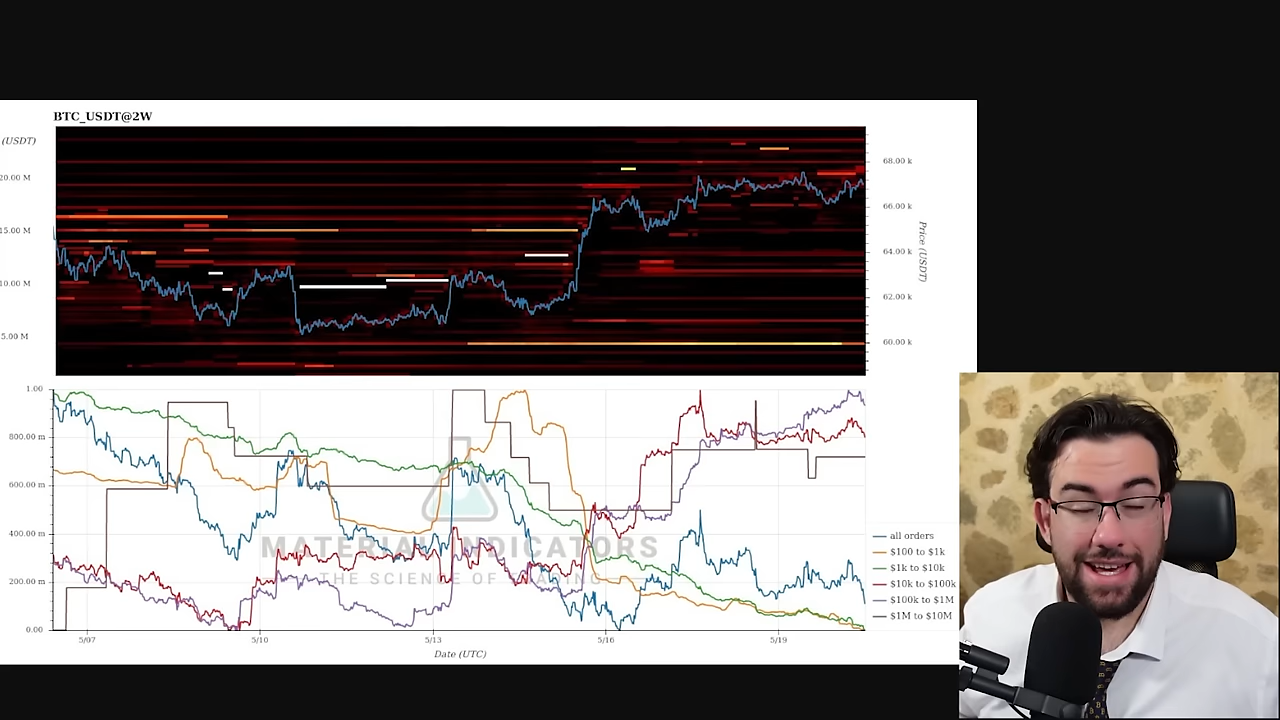 BTC_USDT@2W
(USDT)
20.00 M
15.00 M
10.00 M
5.00 M
68.00 k
66.00 k
64.00 k
62.00 k
60.00 k
Price (USDT)
1.00
800.00 m
600.00 m
400.00 m
200.00 m
0.00
MATERIAL INDICATORS
THE SCIENCE OF TRADING
all orders
$100 to $1k
$1k to $10k
$10k to $100k
$100k to $1M
$1M to $10M
5/07
5/10
5/13
5/16
5/19
Date (UTC)